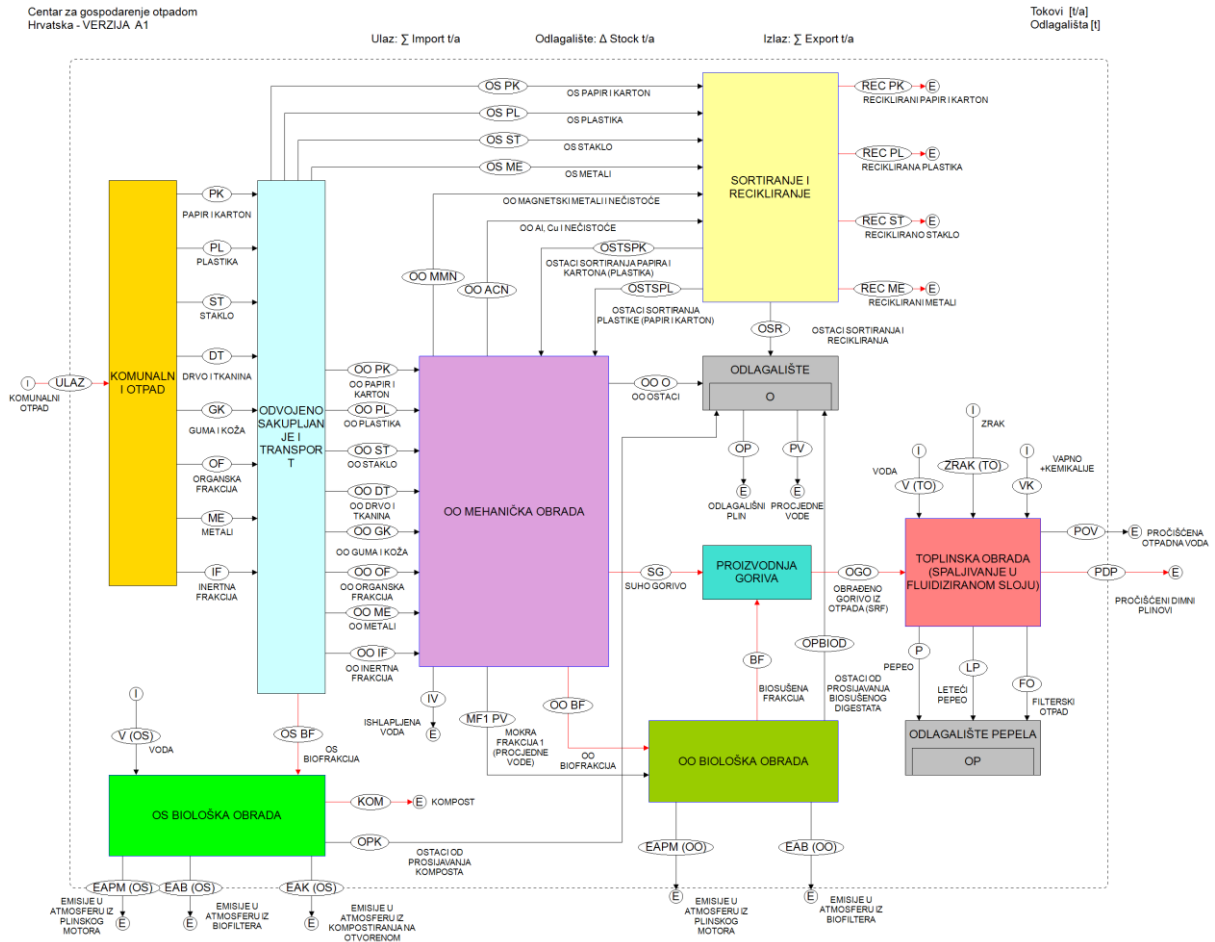 Centar za gospodarenje otpadom
Hrvatska - VERZIJA A1
Tokovi [t/a]
Odlagališta [t]
Ulaz: ∑ Import t/a
Odlagalište: Δ Stock t/a
Izlaz: ∑ Export t/a
OS PK
OS PAPIR I KARTON
OS PL
OS PLASTIKA
OS ST
OS STAKLO
OS ME
OS METALI
OO MAGNETSKI METALI I NEČISTOĆE
OO Al, Cu I NEČISTOĆE
OO MMN
OO ACN
OSTSPK
OSTACI SORTIRANJA PAPIRA I
KARTONA (PLASTIKA)
OSTSPL
OSTACI SORTIRANJA
PLASTIKE (PAPIR I KARTON)
SORTIRANJE I
RECIKLIRANJE
REC PK
E
RECIKLIRANI PAPIR I KARTON
REC PL
E
RECIKLIRANA PLASTIKA
REC ST
E
RECIKLIRANO STAKLO
REC ME
E
RECIKLIRANI METALI
OSR
OSTACI SORTIRANJA I
RECIKLIRANJA
I
ULAZ
KOMUNALNI
OTPAD
KOMUNALN
I OTPAD
PK
PAPIR I KARTON
PL
PLASTIKA
ST
STAKLO
DT
DRVO I TKANINA
GK
GUMA I KOŽA
OF
ORGANSKA
FRAKCIJA
ME
METALI
IF
INERTNA
FRAKCIJA
ODVOJENO
SAKUPLJAN
JE I
TRANSPOR
T
OO PK
OO PAPIR I
KARTON
OO PL
OO PLASTIKA
OO ST
OO STAKLO
OO DT
OO DRVO I
TKANINA
OO GK
OO GUMA I KOŽA
OO OF
OO ORGANSKA
FRAKCIJA
OO ME
OO METALI
OO IF
OO INERTNA
FRAKCIJA
OO MEHANIČKA OBRADA
OO O
OO OSTACI
ODLAGALIŠTE
O
OP
E
ODLAGALIŠNI
PLIN
PV
E
PROCJEDNE
VODE
SG
SUHO GORIVO
PROIZVODNJA
GORIVA
OGO
OBRAĐENO
GORIVO IZ
OTPADA (SRF)
I
ZRAK
ZRAK (TO)
I
VODA
V (TO)
I
VAPNO
+KEMIKALIJE
VK
TOPLINSKA OBRADA
(SPALJIVANJE U
FLUIDIZIRANOM SLOJU)
POV
E
PROČIŠĆENA
OTPADNA VODA
PDP
E
PROČIŠĆENI DIMNI
PLINOVI
P
PEPEO
LP
LETEĆI
PEPEO
FO
FILTERSKI
OTPAD
ODLAGALIŠTE PEPELA
OP
BF
BIOSUŠENA
FRAKCIJA
OPBIOD
OSTACI OD
PROSIJAVANJA
BIOSUŠENOG
DIGESTATA
IV
ISHLAPLJENA
VODA
E
MF1 PV
MOKRA
FRAKCIJA 1
(PROCJEDNE
VODE)
OO BF
OO
BIOFRAKCIJA
OO BIOLOŠKA OBRADA
EAPM (OO)
E
EMISIJE U
ATMOSFERU IZ
PLINSKOG
MOTORA
EAB (OO)
E
EMISIJE U
ATMOSFERU IZ
BIOFILTERA
I
V (OS)
VODA
OS BF
OS
BIOFRAKCIJA
OS BIOLOŠKA OBRADA
KOM
E
KOMPOST
OPK
OSTACI OD
PROSIJAVANJA
KOMPOSTA
EAPM (OS)
E
EMISIJE U
ATMOSFERU IZ
PLINSKOG
MOTORA
EAB (OS)
E
EMISIJE U
ATMOSFERU IZ
BIOFILTERA
EAK (OS)
E
EMISIJE U
ATMOSFERU IZ
KOMPOSTIRANJA NA
OTVORENOM